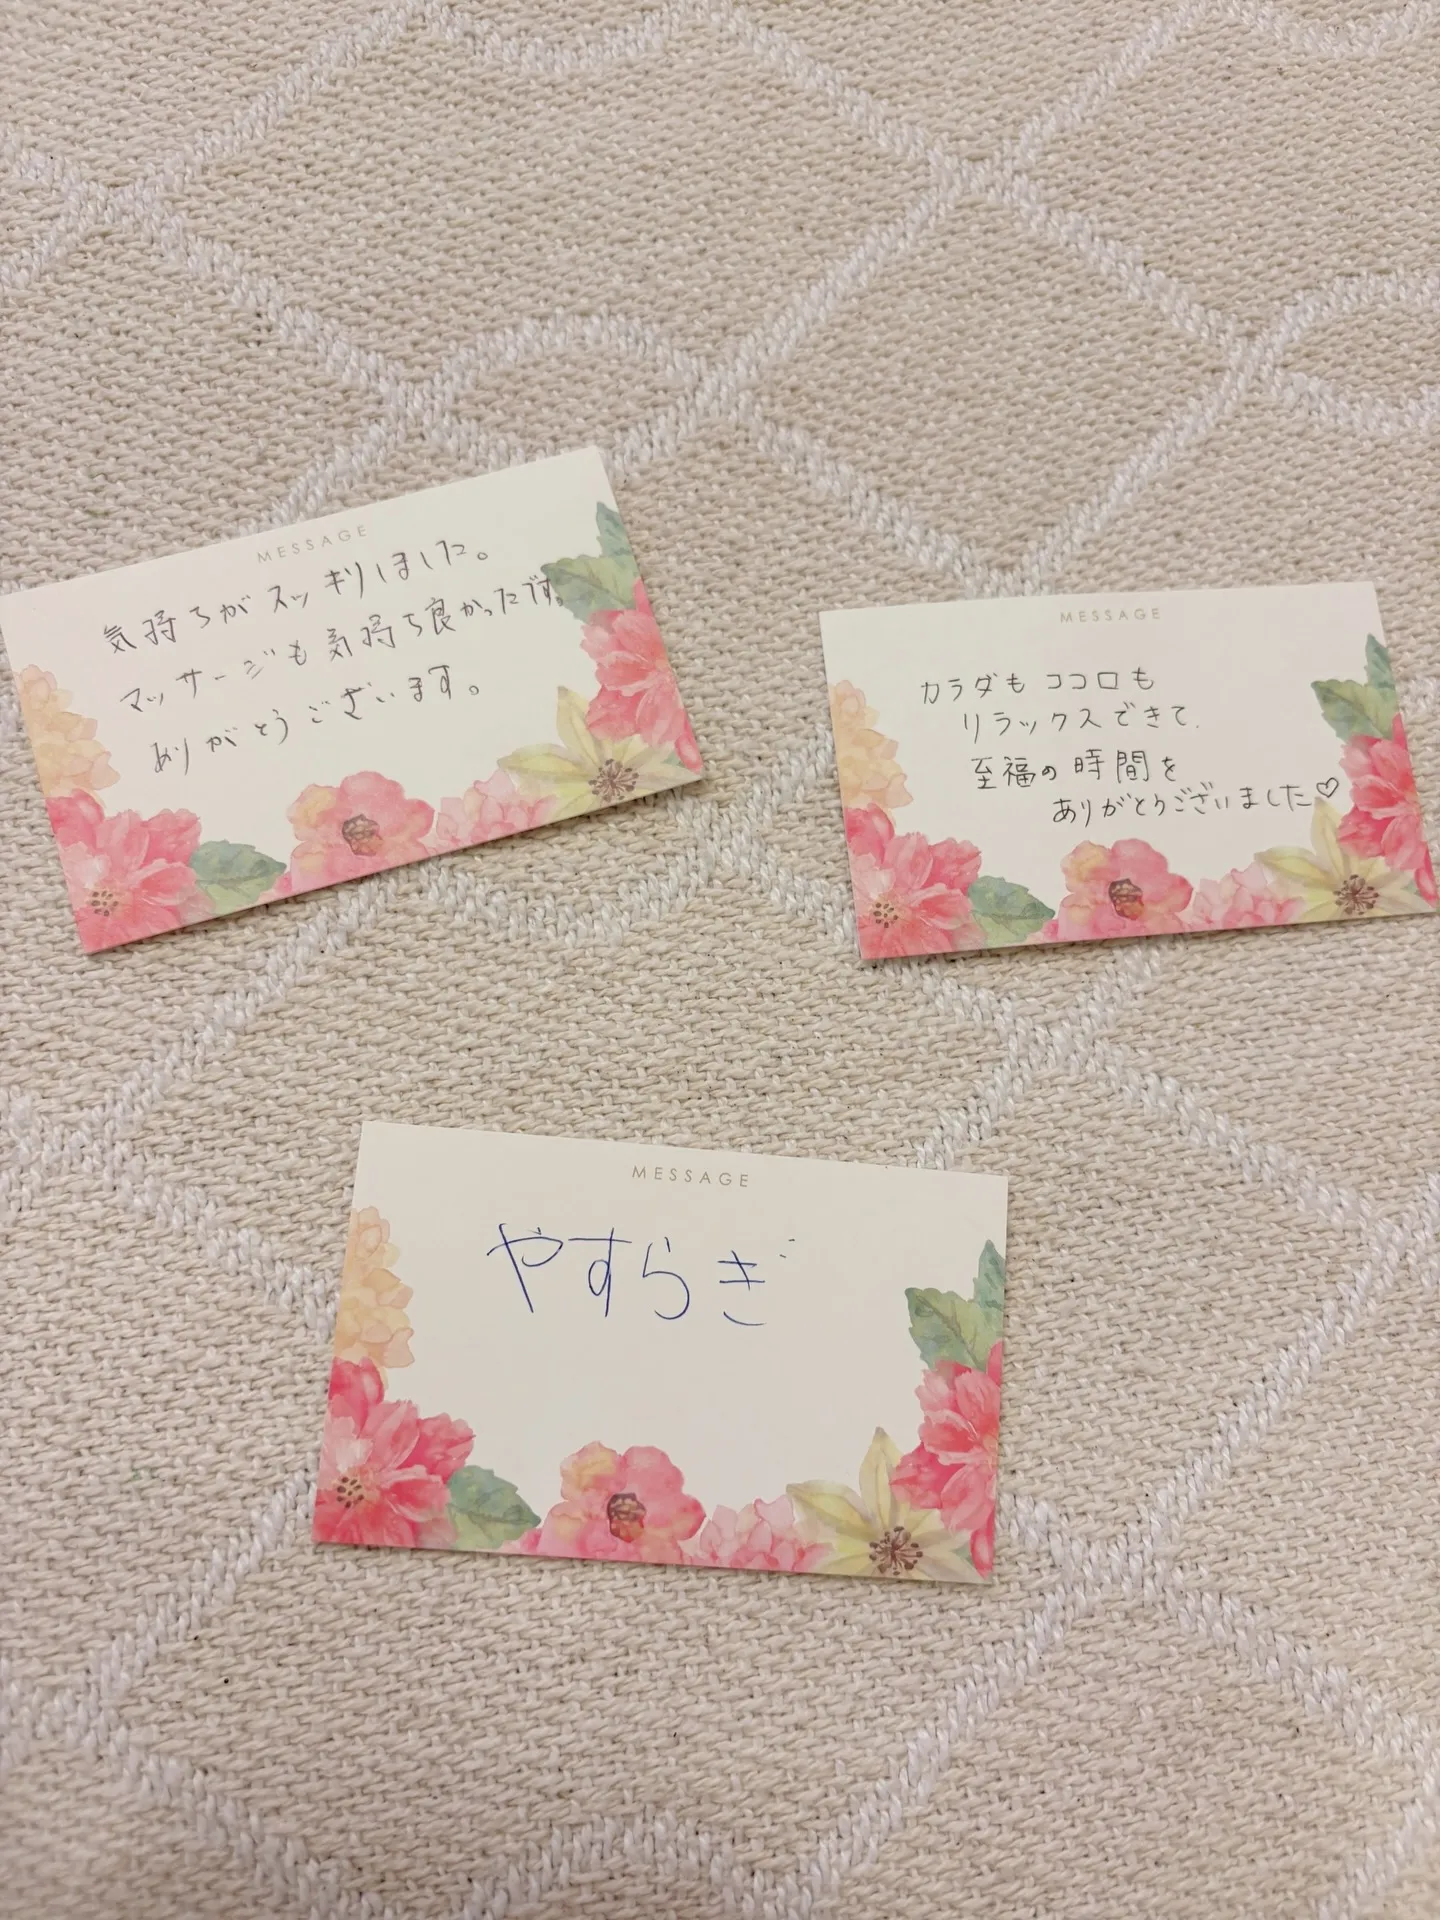 MESSAGE
気持ちがスッキリしました。
マッサージも気持ち良かったです。
ありがとうございます。
MESSAGE
カラダもココロも
リラックスできて、
至福の時間を
ありがとうございました♡
MESSAGE
やすらぎ